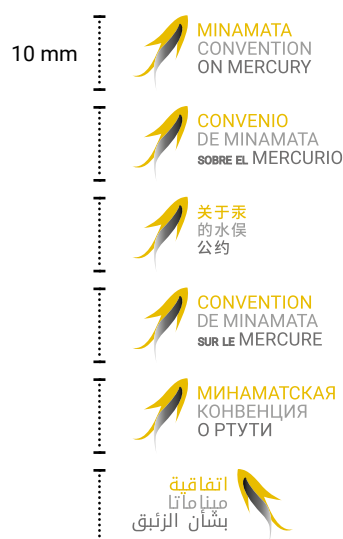 10 mm
MINAMATA
CONVENTION
ON MERCURY
CONVENIO
DE MINAMATA
SOBRE EL MERCURIO
关于汞
的水俣
公约
CONVENTION
DE MINAMATA
SUR LE MERCURE
МИНАМАТСКАЯ
КОНВЕНЦИЯ
О РТУТИ
اتفاقية
ميناماتا
بشأن الزئبق